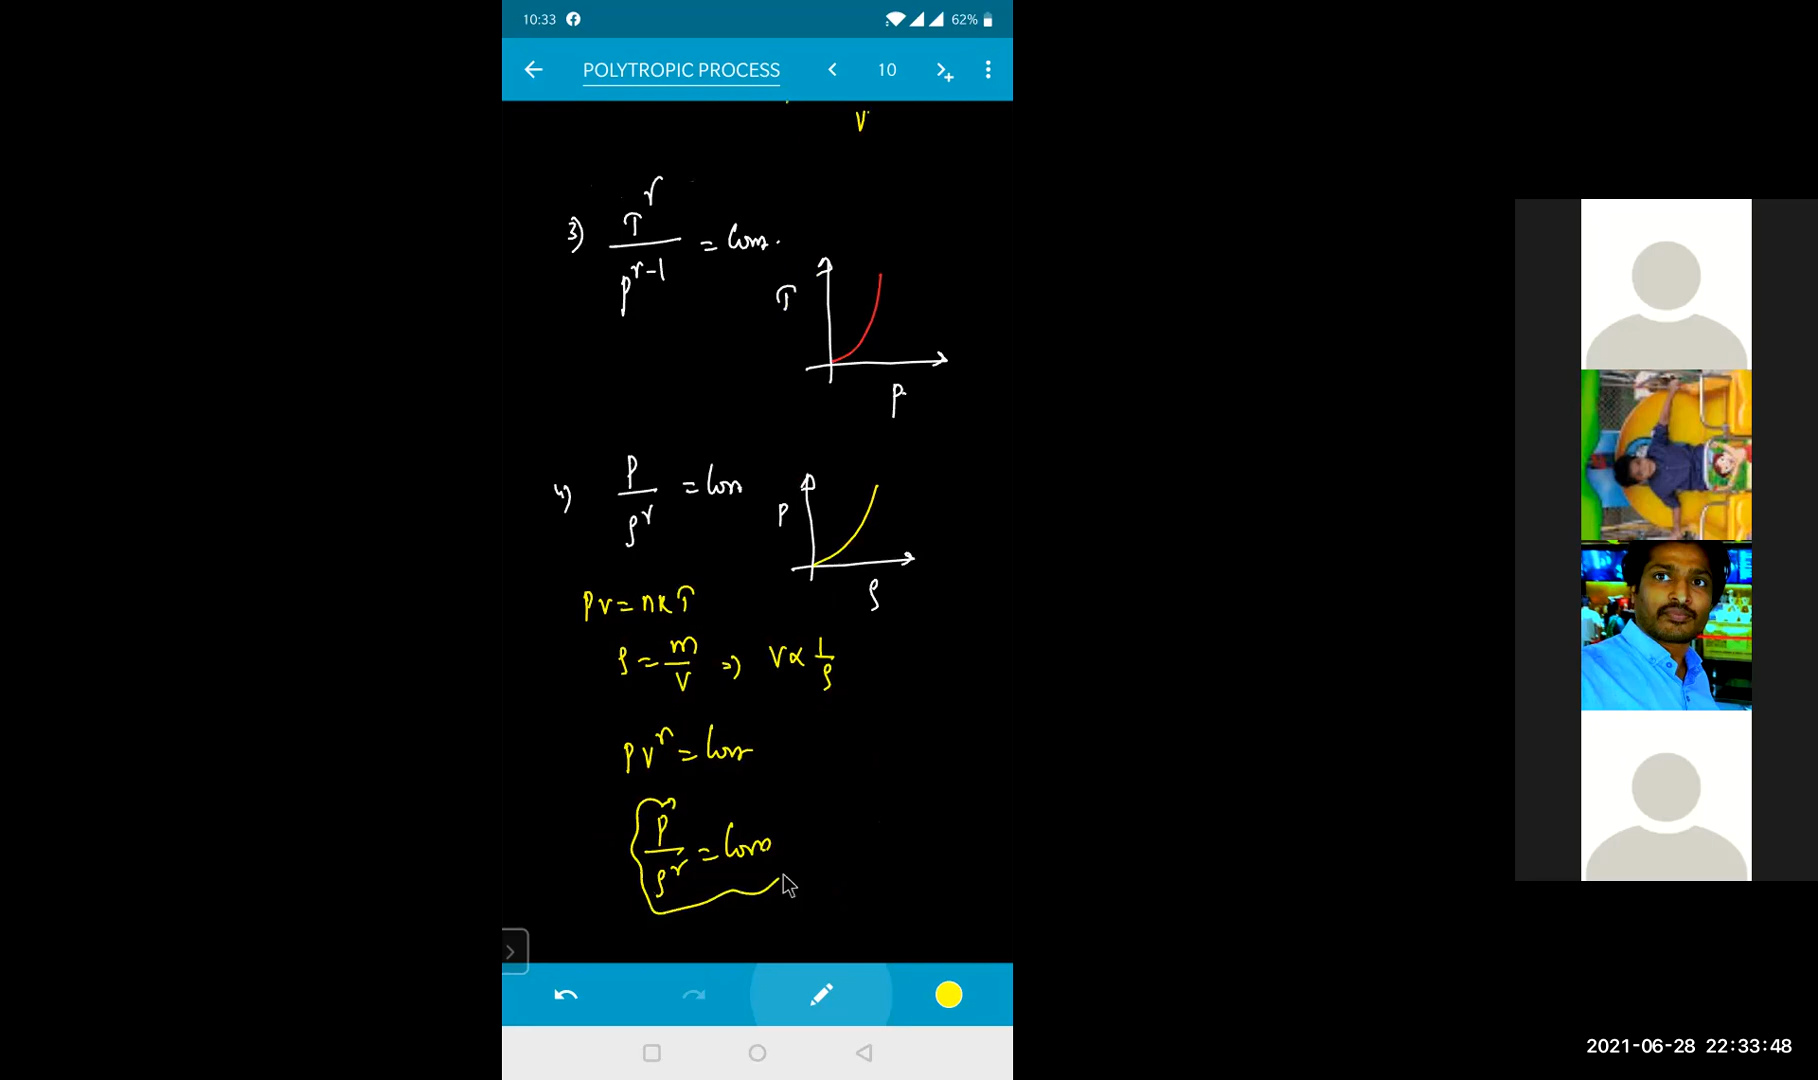 10:33 62%
POLYTROPIC PROCESS 10
V
3) T^r / p^(r-1) = Cons.
T
P
4) P / ρ^r = Con
P
ρ
PV = nRT
ρ = m / V => V ∝ 1 / ρ
PV^r = Con
P / ρ^r = Cons
2021-06-28 22:33:48